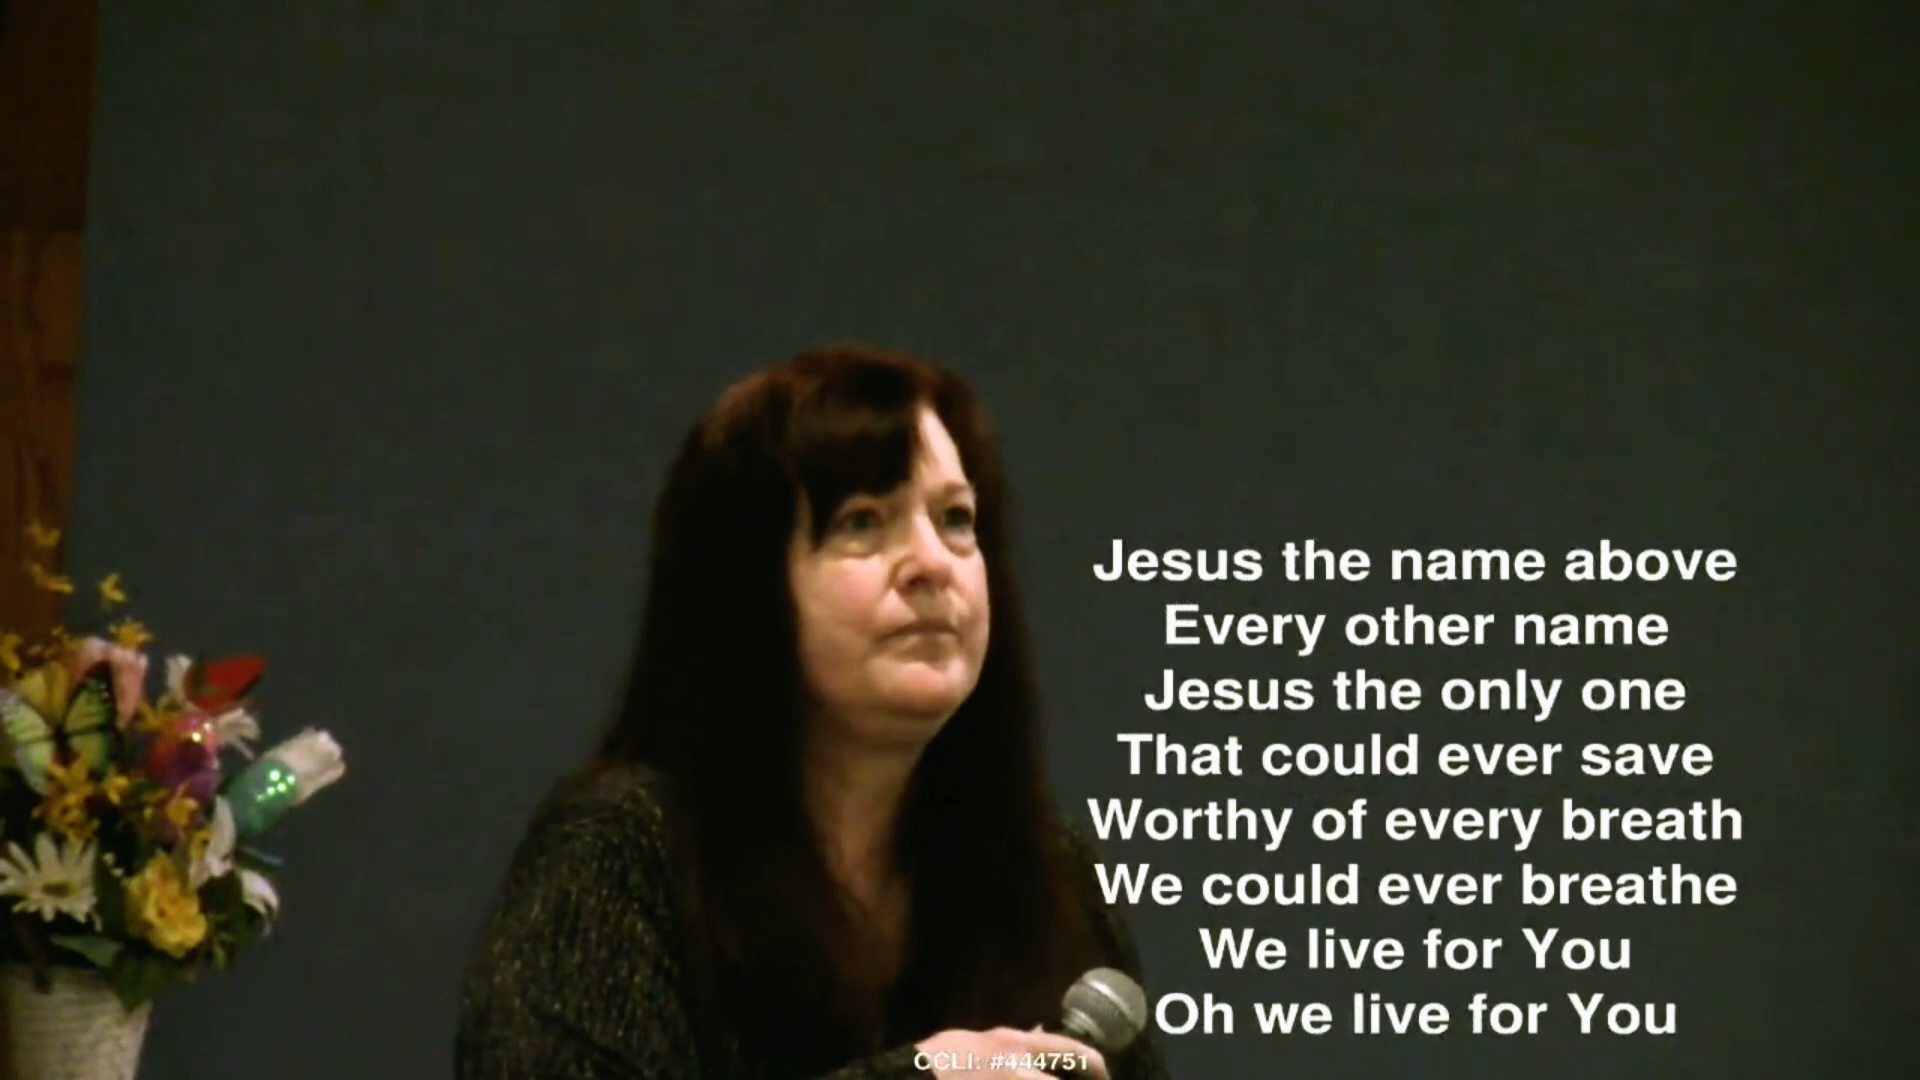 Jesus the name above
Every other name
Jesus the only one
That could ever save
Worthy of every breath
We could ever breathe
We live for You
Oh we live for You
CCLI: #444751